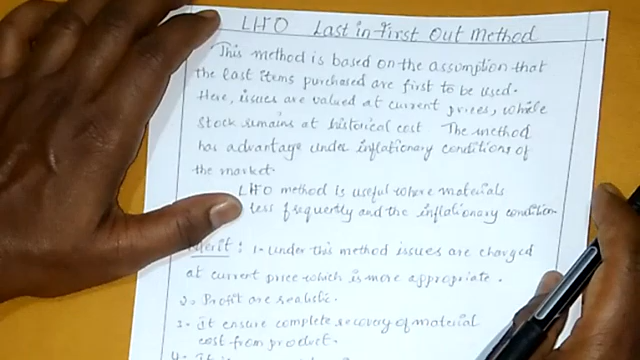 LIFO Last in First Out Method
This method is based on the assumption that
the last items purchased are first to be used.
Here, issues are valued at current prices, while
stock remains at historical cost The method
has advantage under inflationary conditions of
the market.
LIFO method is useful where materials
less frequently and the inflationary condition
Merit : 1- under this method issues are charged
at current price which is more appropriate.
2- Profit are realistic.
3- it ensure complete recovery of material
cost from product.
4- It is